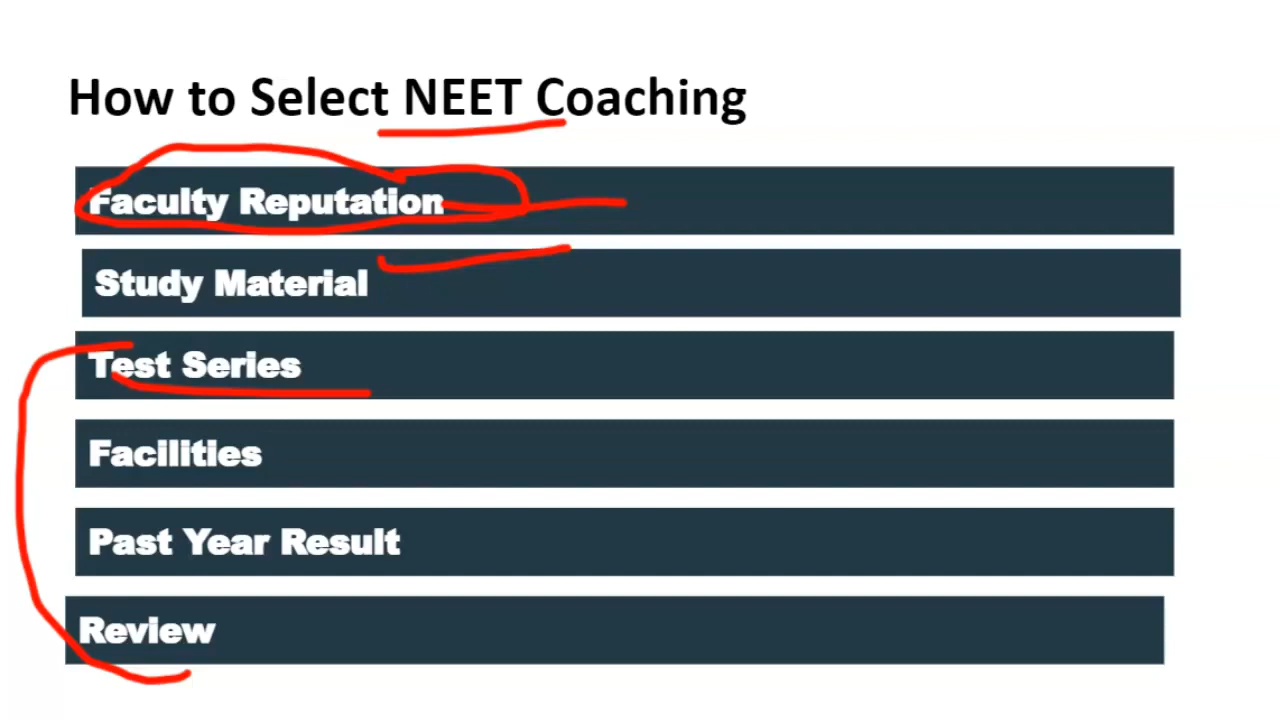 How to Select NEET Coaching
Faculty Reputation
Study Material
Test Series
Facilities
Past Year Result
Review